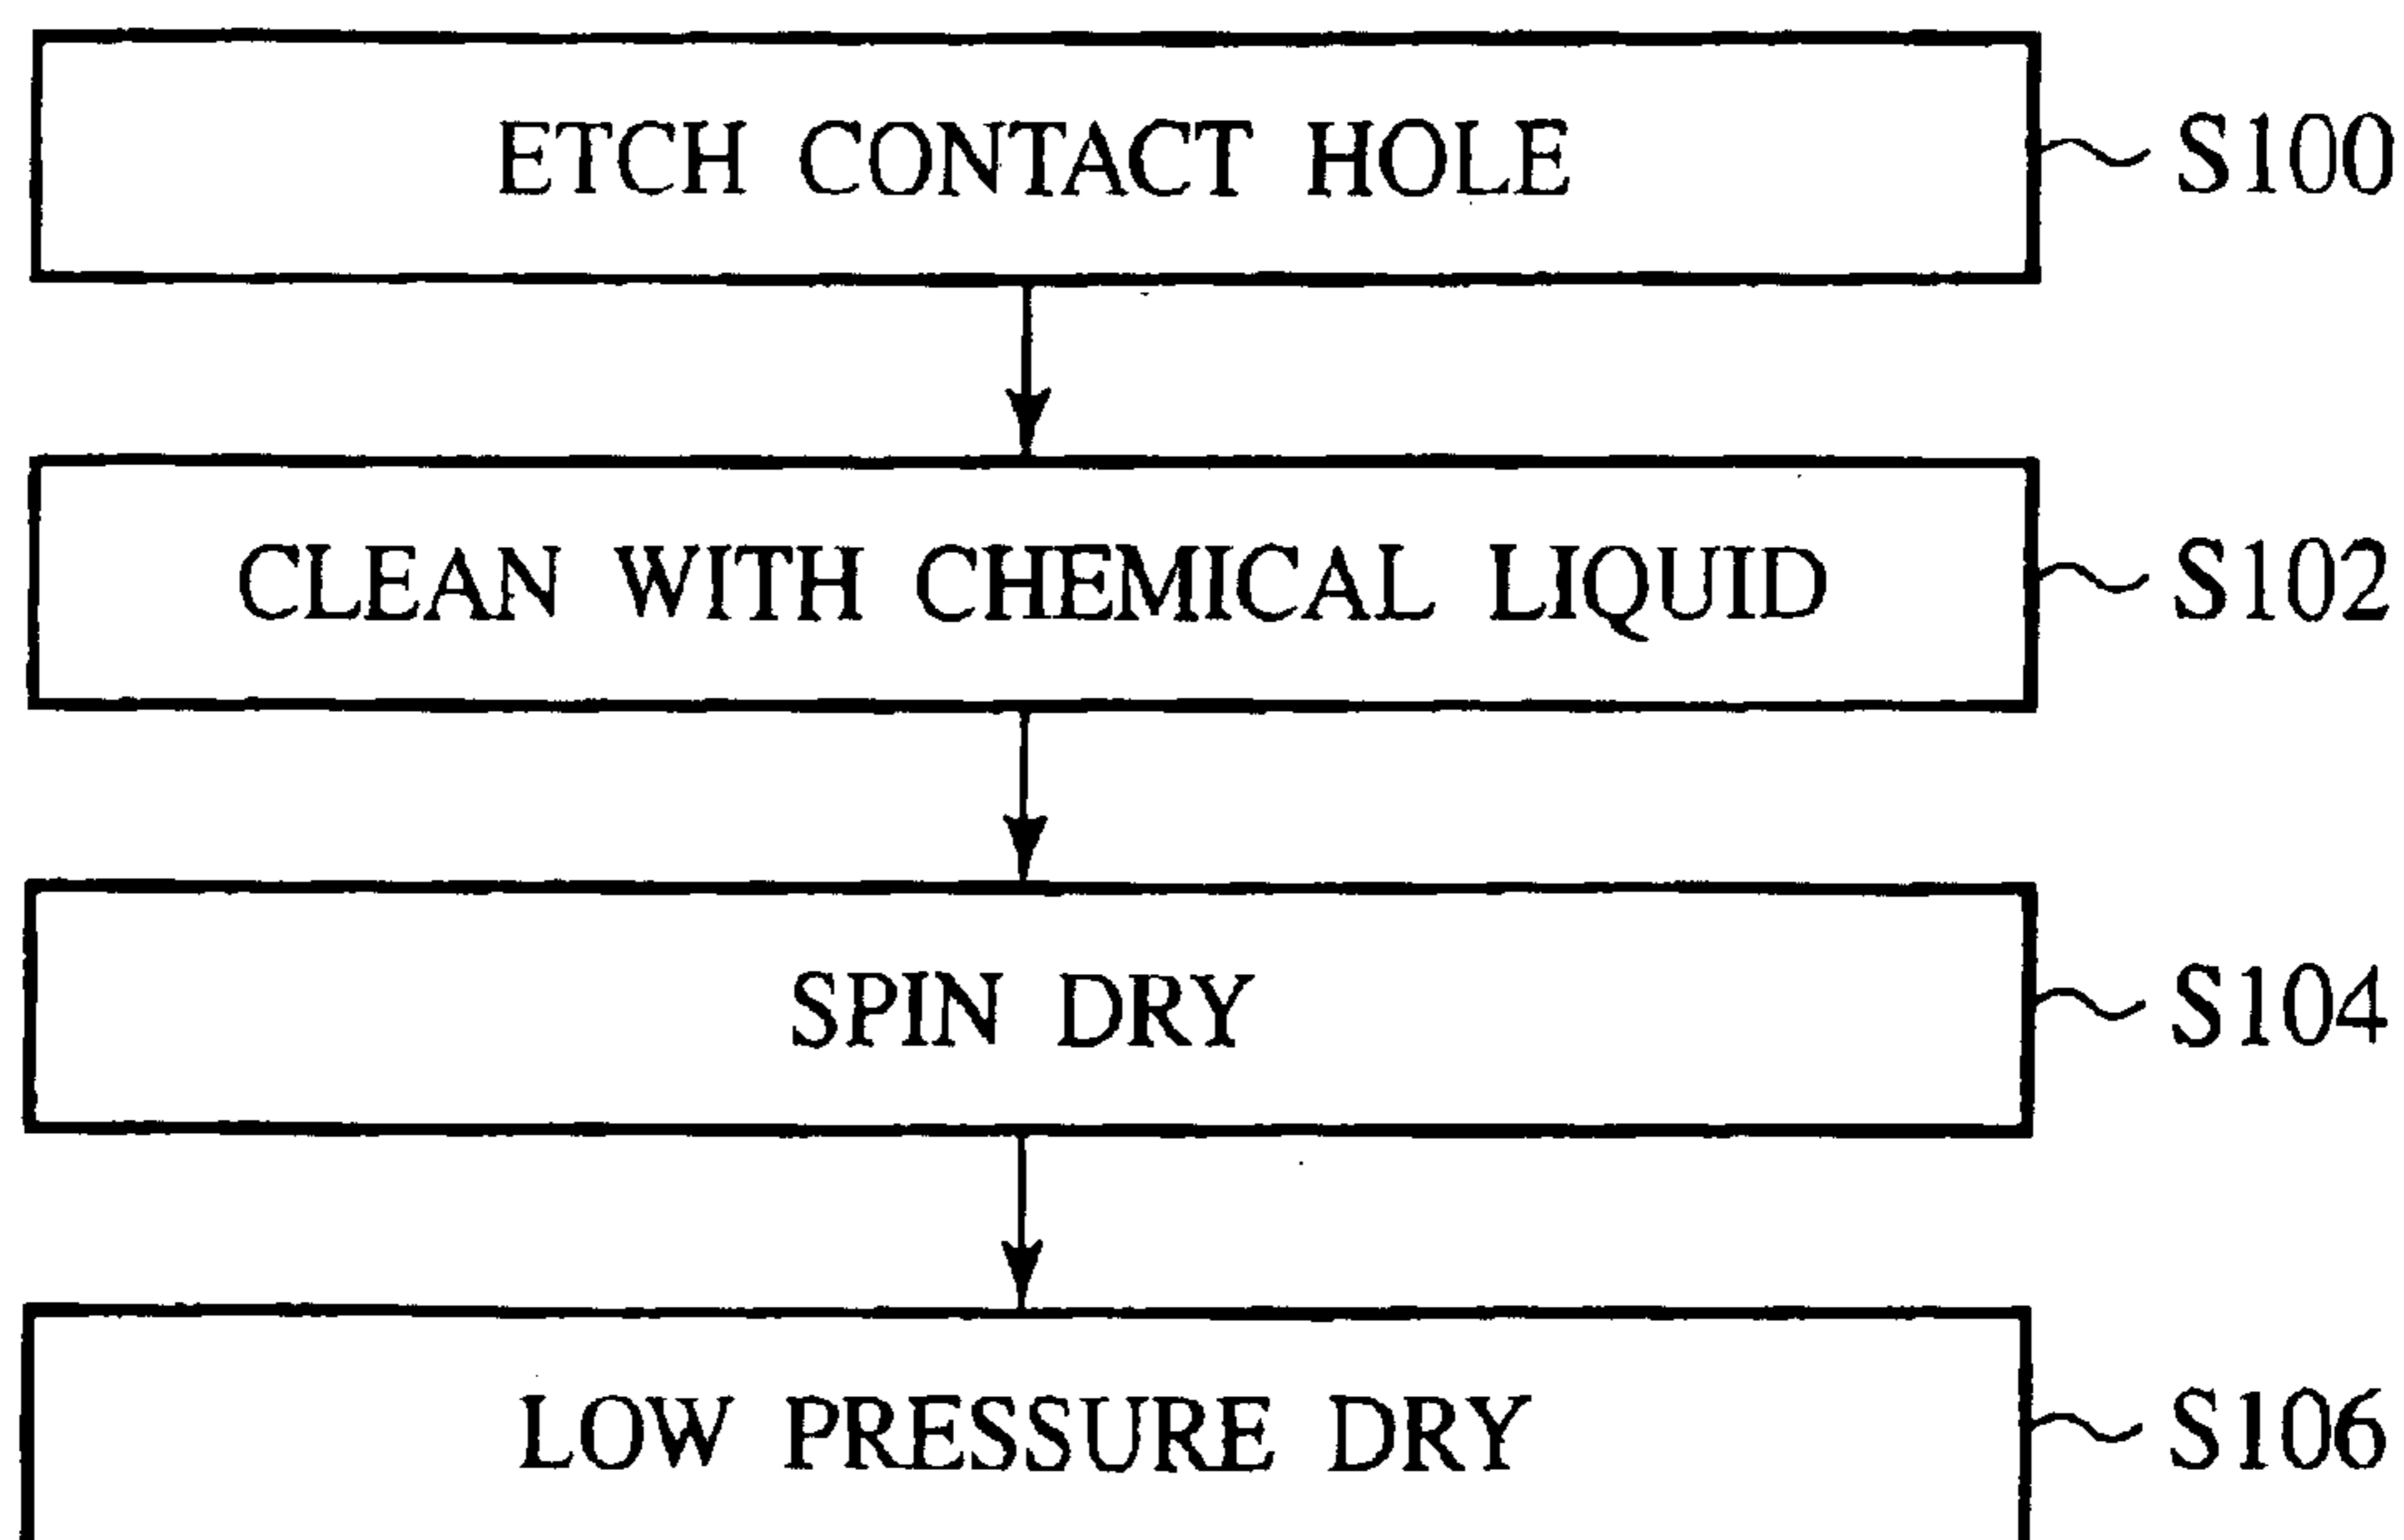 ETCH CONTACT HOLE S100
CLEAN WITH CHEMICAL LIQUID S102
SPIN DRY S104
LOW PRESSURE DRY S106